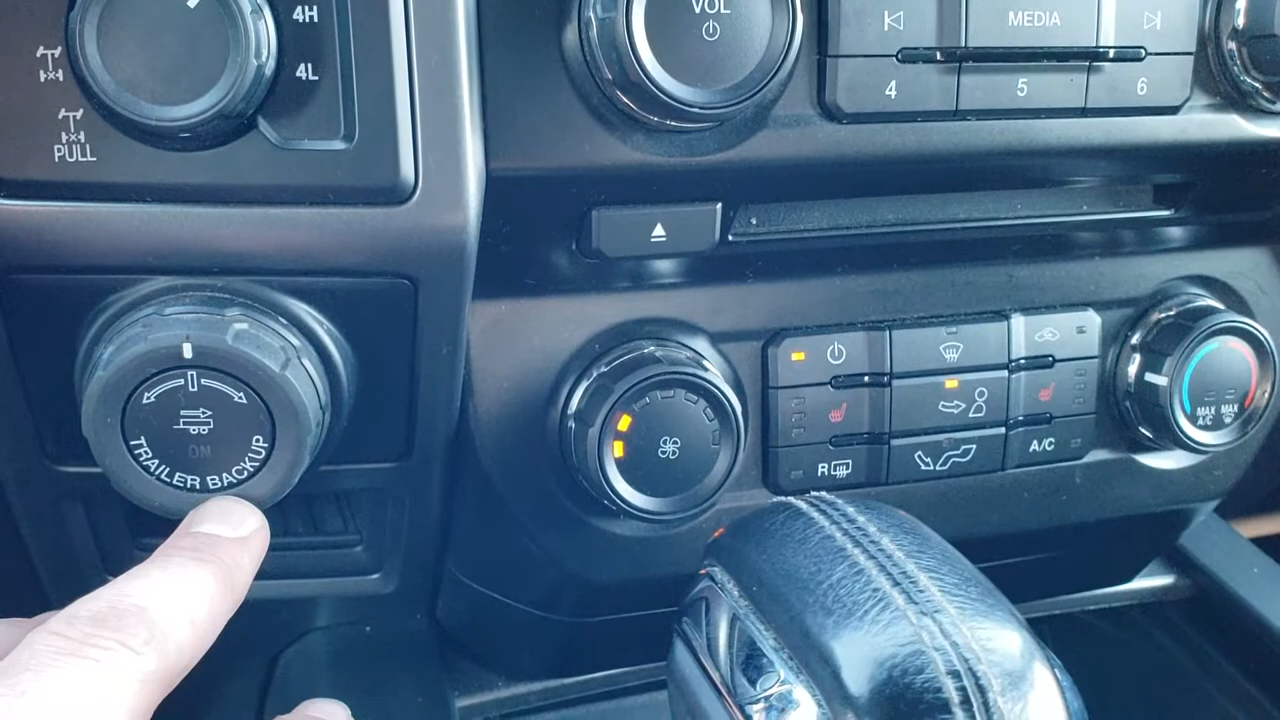 4H
4L
PULL
VOL
MEDIA
4
5
6
ON
TRAILER BACKUP
R
A/C
MAX
A/C
MAX